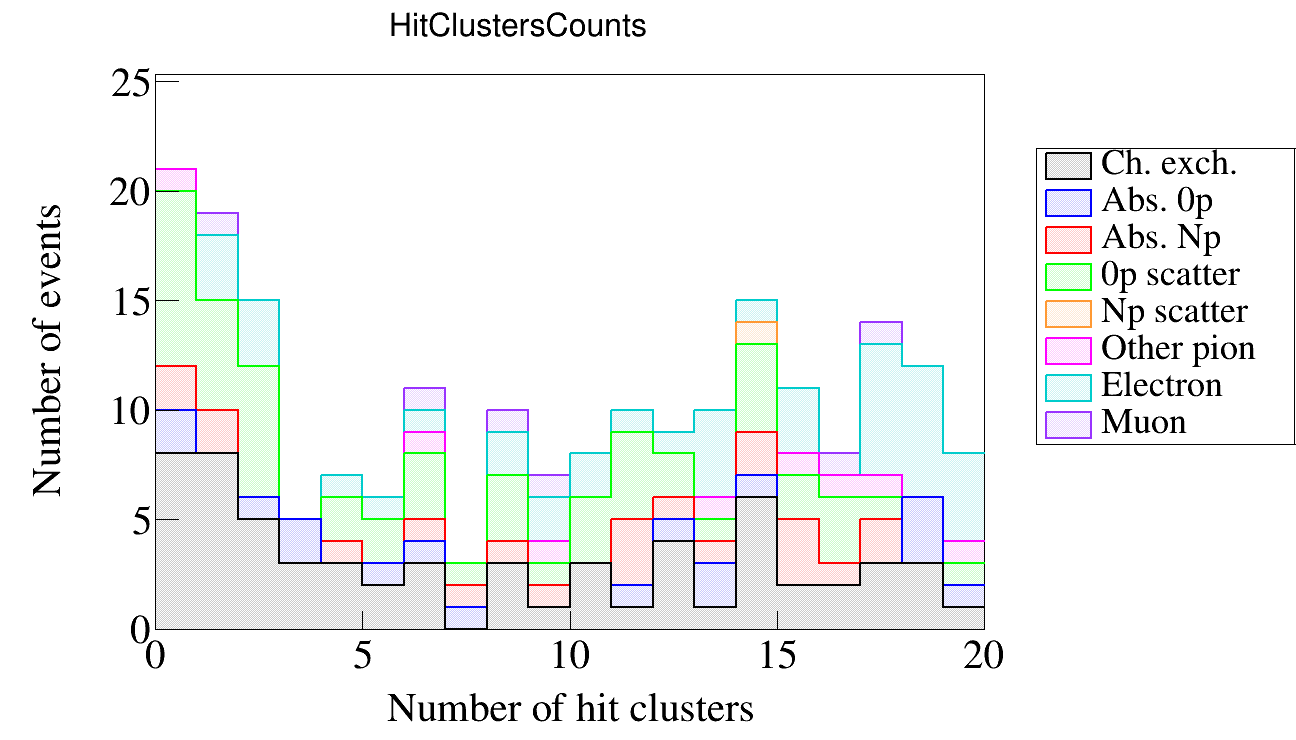 HitClustersCounts
25
20
15
10
5
0
Number of events
0 5 10 15 20
Number of hit clusters
Ch. exch.
Abs. 0p
Abs. Np
0p scatter
Np scatter
Other pion
Electron
Muon